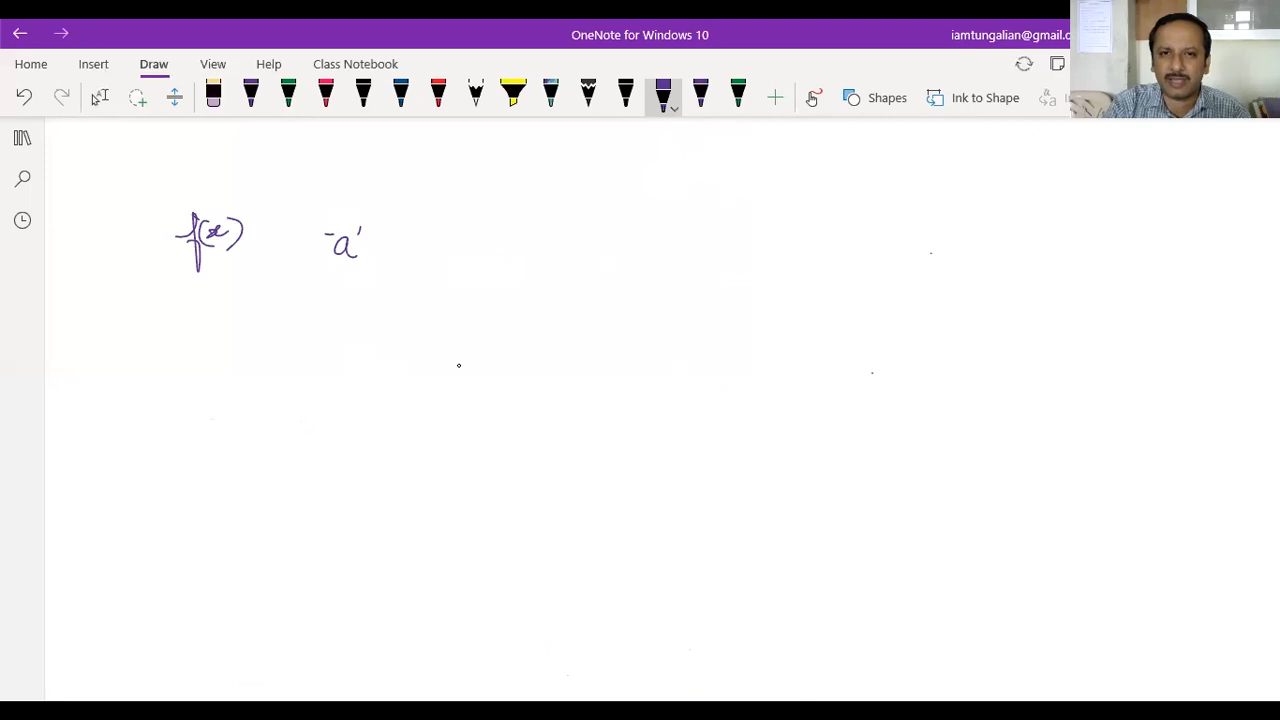 OneNote for Windows 10
iamtungalian@gmail.c
Home Insert Draw View Help Class Notebook
Shapes Ink to Shape
f(x) 'a'